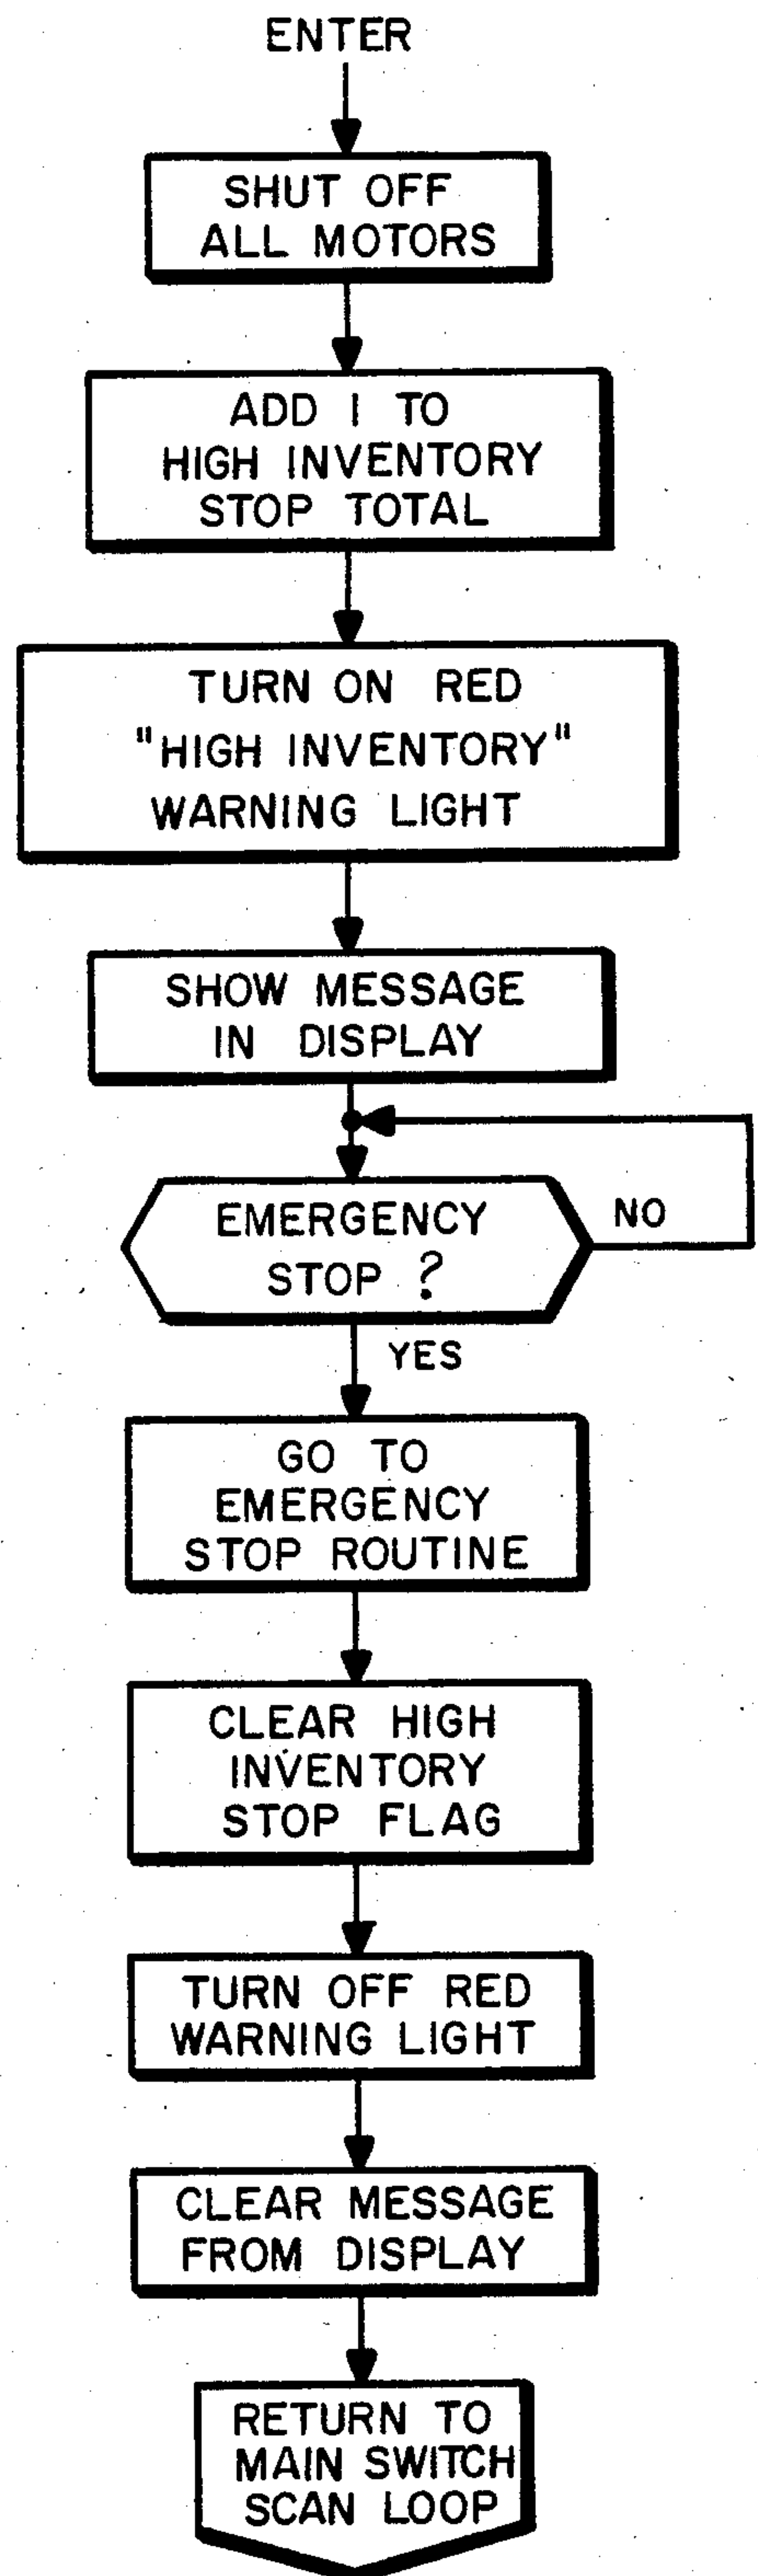 ENTER
SHUT OFF
ALL MOTORS
ADD 1 TO
HIGH INVENTORY
STOP TOTAL
TURN ON RED
"HIGH INVENTORY"
WARNING LIGHT
SHOW MESSAGE
IN DISPLAY
EMERGENCY
STOP ?
NO
YES
GO TO
EMERGENCY
STOP ROUTINE
CLEAR HIGH
INVENTORY
STOP FLAG
TURN OFF RED
WARNING LIGHT
CLEAR MESSAGE
FROM DISPLAY
RETURN TO
MAIN SWITCH
SCAN LOOP